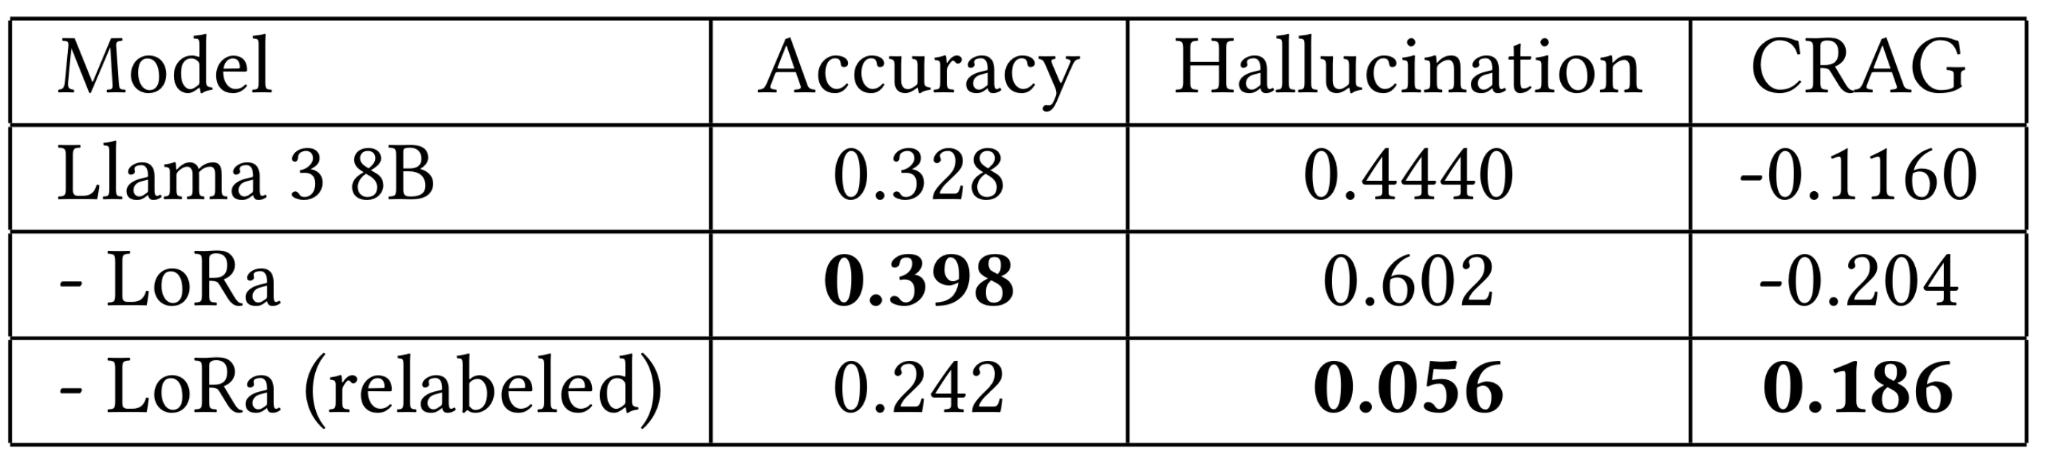 Model Accuracy Hallucination CRAG
Llama 3 8B 0.328 0.4440 -0.1160
- LoRa 0.398 0.602 -0.204
- LoRa (relabeled) 0.242 0.056 0.186